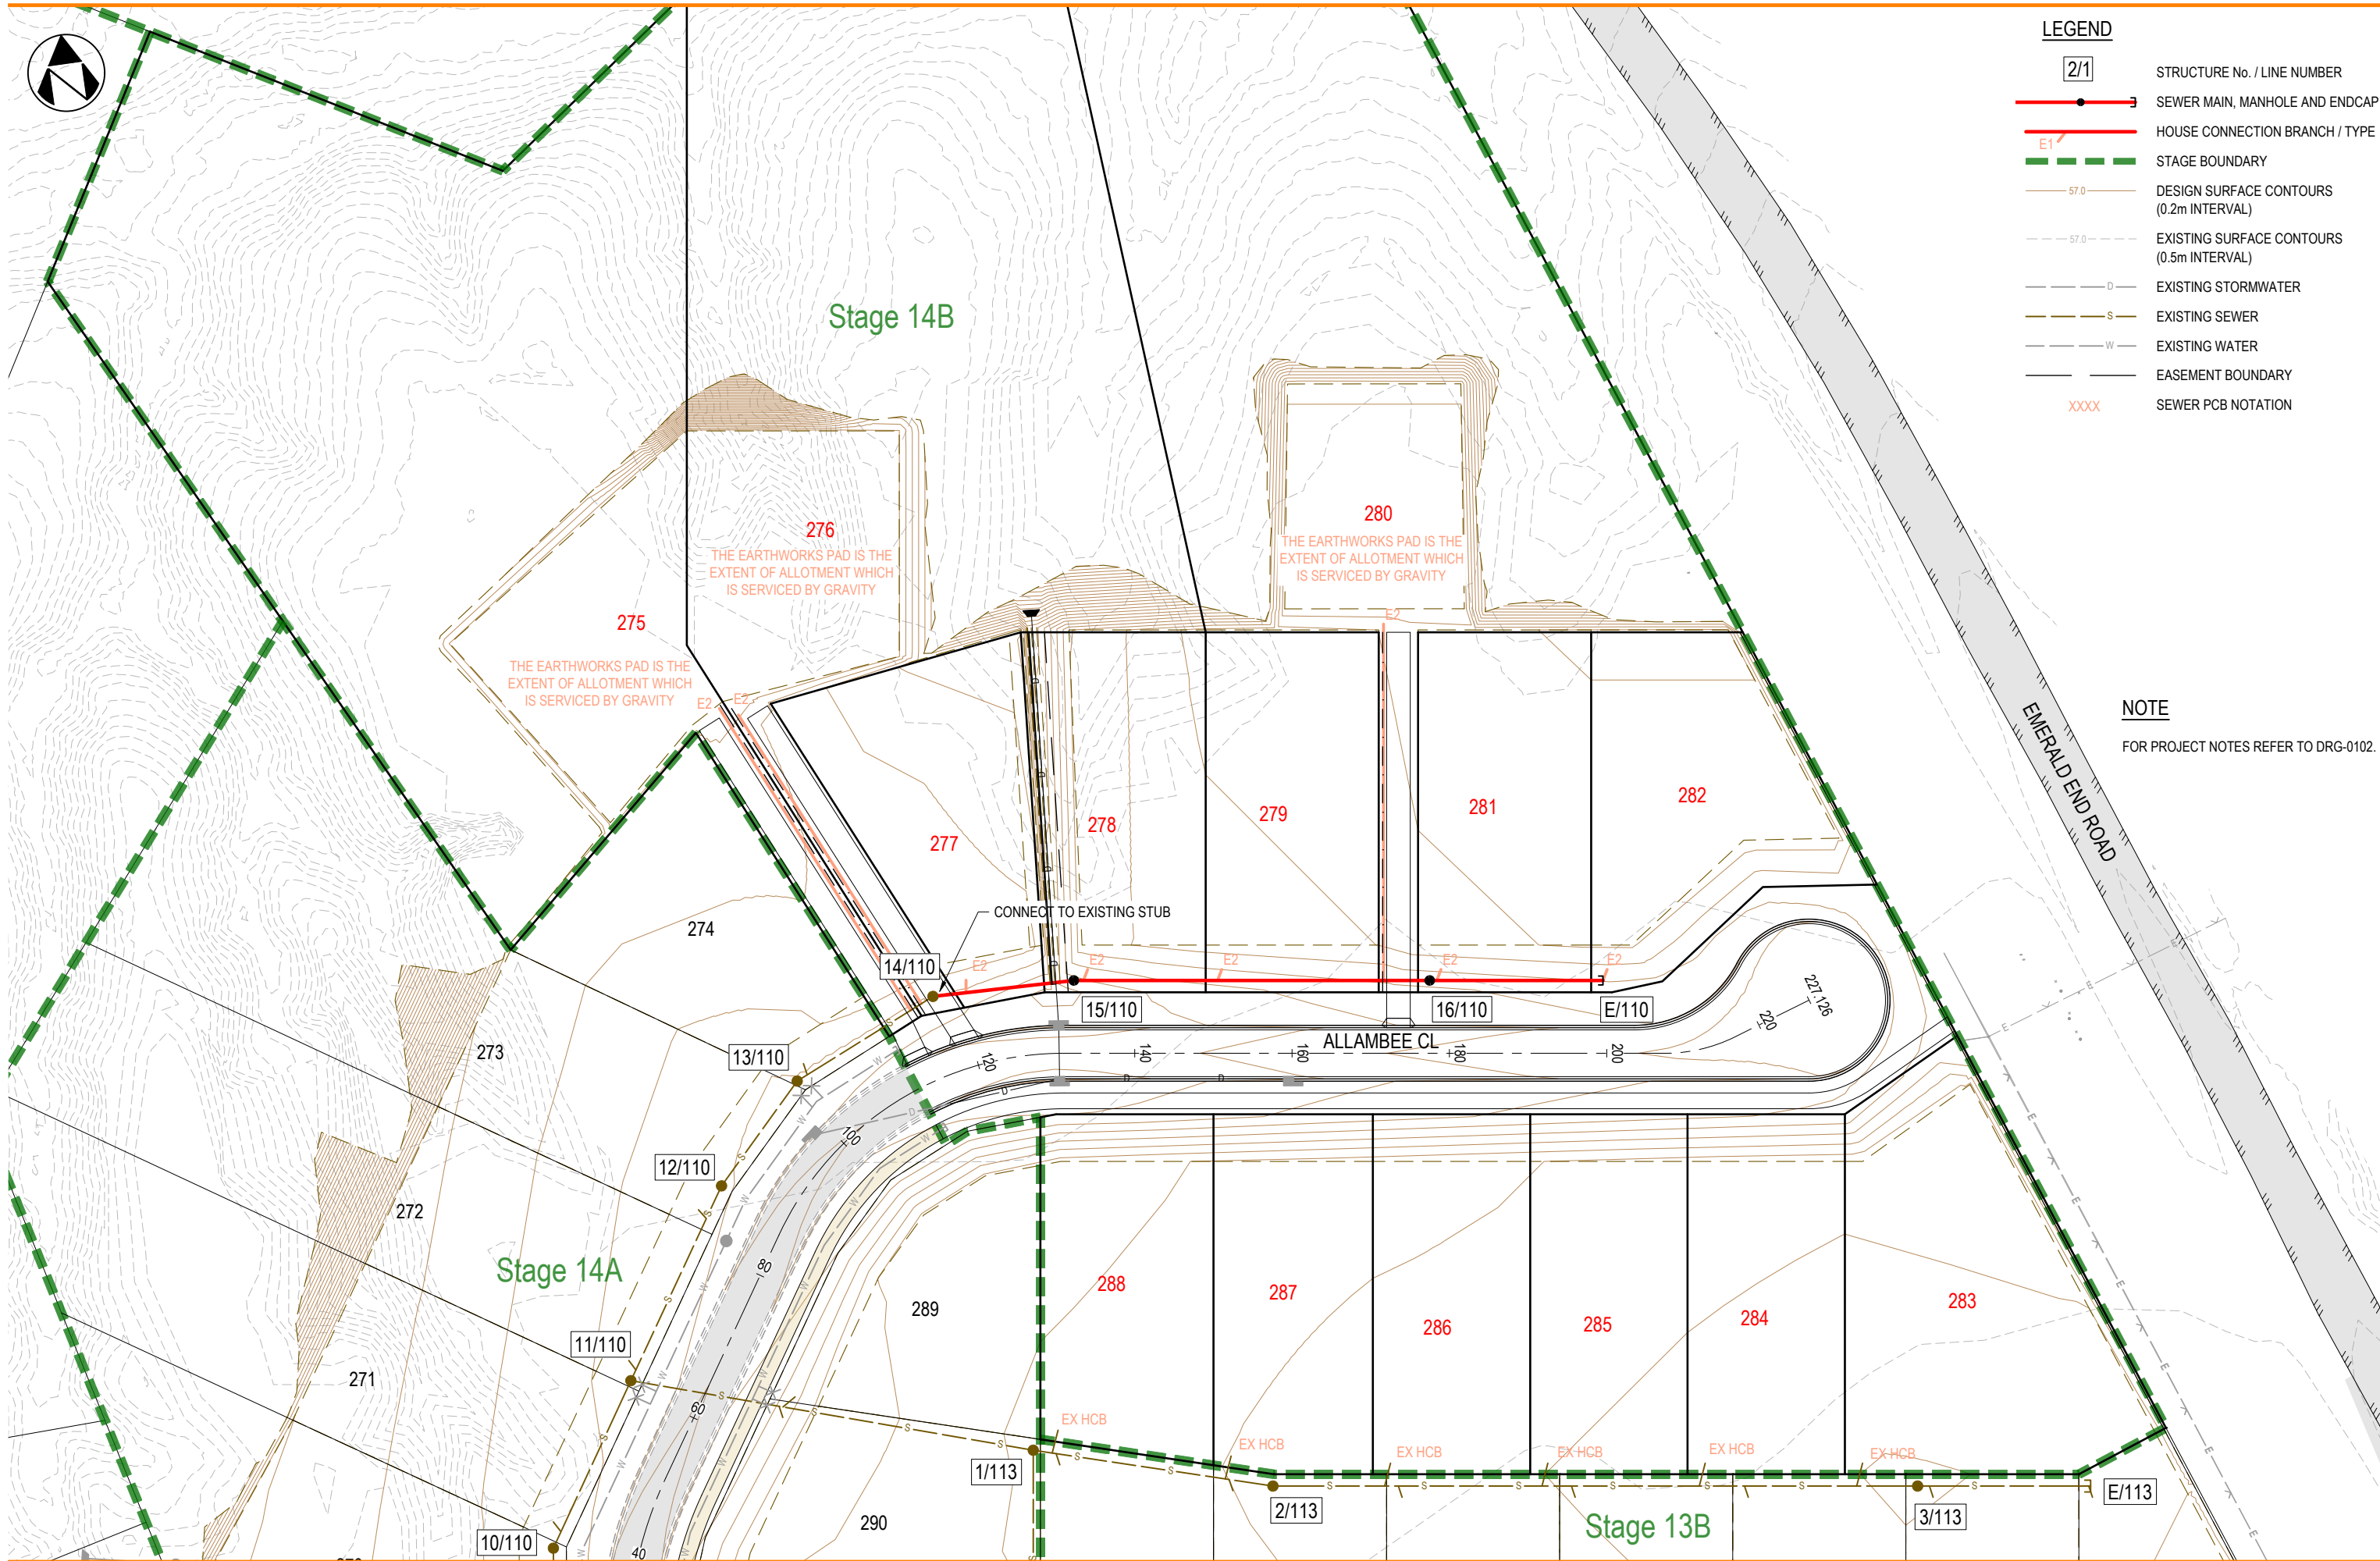 LEGEND
2/1
STRUCTURE No. / LINE NUMBER
SEWER MAIN, MANHOLE AND ENDCAP
HOUSE CONNECTION BRANCH / TYPE
E1
STAGE BOUNDARY
57.0
DESIGN SURFACE CONTOURS
(0.2m INTERVAL)
57.0
EXISTING SURFACE CONTOURS
(0.5m INTERVAL)
D
EXISTING STORMWATER
S
EXISTING SEWER
W
EXISTING WATER
EASEMENT BOUNDARY
XXXX
SEWER PCB NOTATION
NOTE
FOR PROJECT NOTES REFER TO DRG-0102.
N
Stage 14B
276
THE EARTHWORKS PAD IS THE
EXTENT OF ALLOTMENT WHICH
IS SERVICED BY GRAVITY
280
THE EARTHWORKS PAD IS THE
EXTENT OF ALLOTMENT WHICH
IS SERVICED BY GRAVITY
275
THE EARTHWORKS PAD IS THE
EXTENT OF ALLOTMENT WHICH
IS SERVICED BY GRAVITY
E2
E2
E2
EMERALD END ROAD
277
278
279
281
282
274
CONNECT TO EXISTING STUB
14/110
E2
E2
E2
E2
E2
15/110
16/110
E/110
227.126
220
ALLAMBEE CL
120
140
160
180
200
273
13/110
100
12/110
272
Stage 14A
80
289
288
287
286
285
284
283
11/110
271
60
EX HCB
EX HCB
EX HCB
EX HCB
EX HCB
EX HCB
1/113
2/113
3/113
E/113
Stage 13B
290
10/110
40